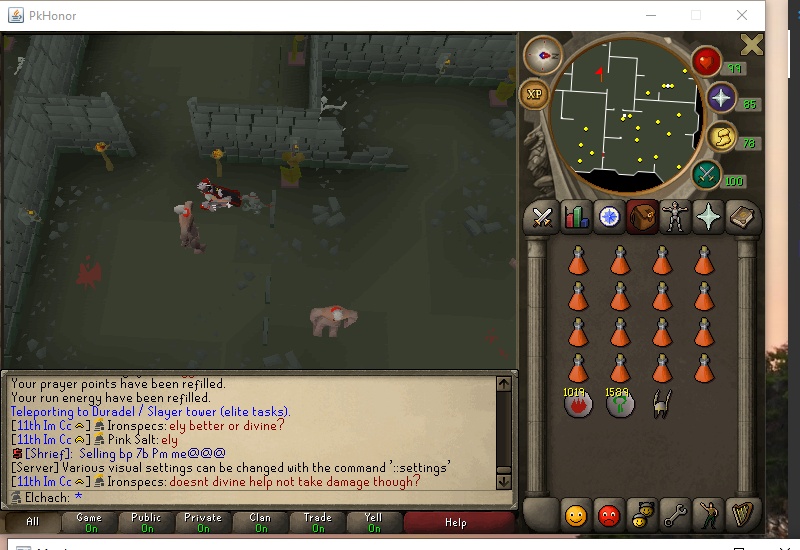 PkHonor
N
99
XP
85
78
100
1019
1589
Your prayer points have been refilled.
Your run energy have been refilled.
Teleporting to Duradel / Slayer tower (elite tasks).
[11th Im Cc] Ironspecs: ely better or divine?
[11th Im Cc] Pink Salt: ely
[Shrief]: Selling bp 7b Pm me@@@
[Server] Various visual settings can be changed with the command '::settings'
[11th Im Cc] Ironspecs: doesnt divine help not take damage though?
Elchach: *
All
Game
On
Public
On
Private
On
Clan
On
Trade
On
Yell
On
Help